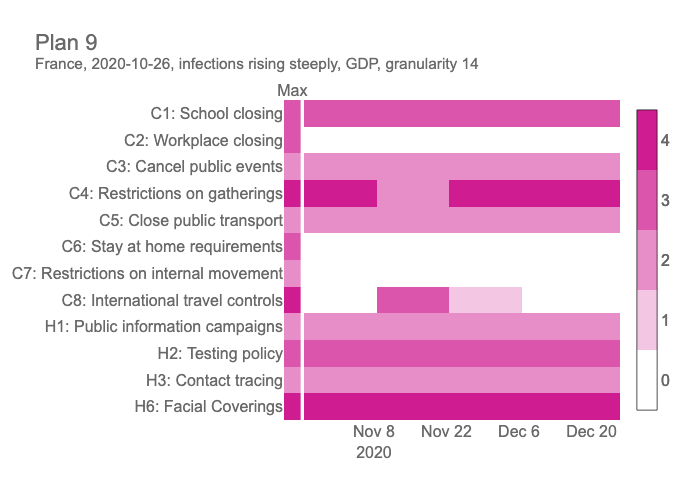 Plan 9
France, 2020-10-26, infections rising steeply, GDP, granularity 14
Max
C1: School closing
C2: Workplace closing
C3: Cancel public events
C4: Restrictions on gatherings
C5: Close public transport
C6: Stay at home requirements
C7: Restrictions on internal movement
C8: International travel controls
H1: Public information campaigns
H2: Testing policy
H3: Contact tracing
H6: Facial Coverings
Nov 8 Nov 22 Dec 6 Dec 20
2020
4
3
2
1
0